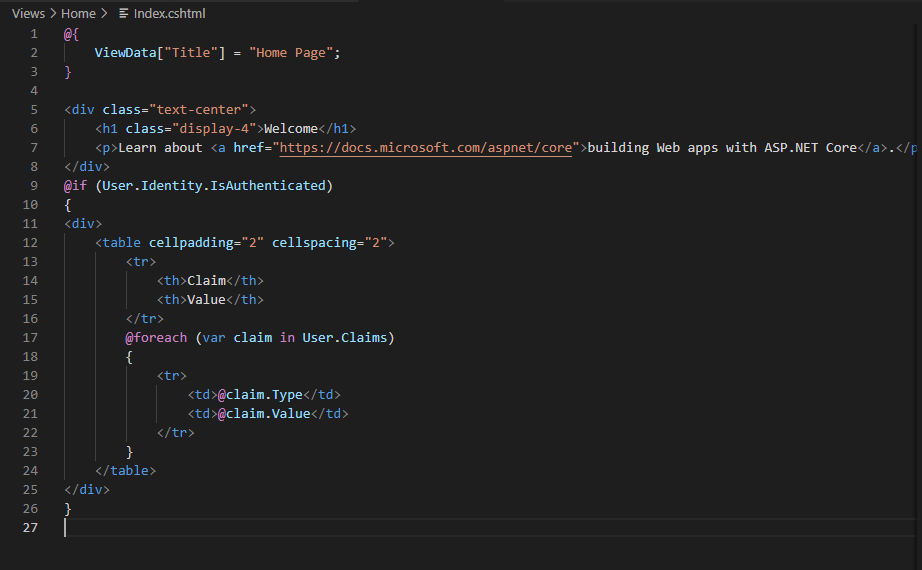 Views > Home > Index.cshtml
1 @{
2     ViewData["Title"] = "Home Page";
3 }
4
5 <div class="text-center">
6     <h1 class="display-4">Welcome</h1>
7     <p>Learn about <a href="https://docs.microsoft.com/aspnet/core">building Web apps with ASP.NET Core</a>.</p
8 </div>
9 @if (User.Identity.IsAuthenticated)
10 {
11 <div>
12     <table cellpadding="2" cellspacing="2">
13         <tr>
14             <th>Claim</th>
15             <th>Value</th>
16         </tr>
17         @foreach (var claim in User.Claims)
18         {
19             <tr>
20                 <td>@claim.Type</td>
21                 <td>@claim.Value</td>
22             </tr>
23         }
24     </table>
25 </div>
26 }
27